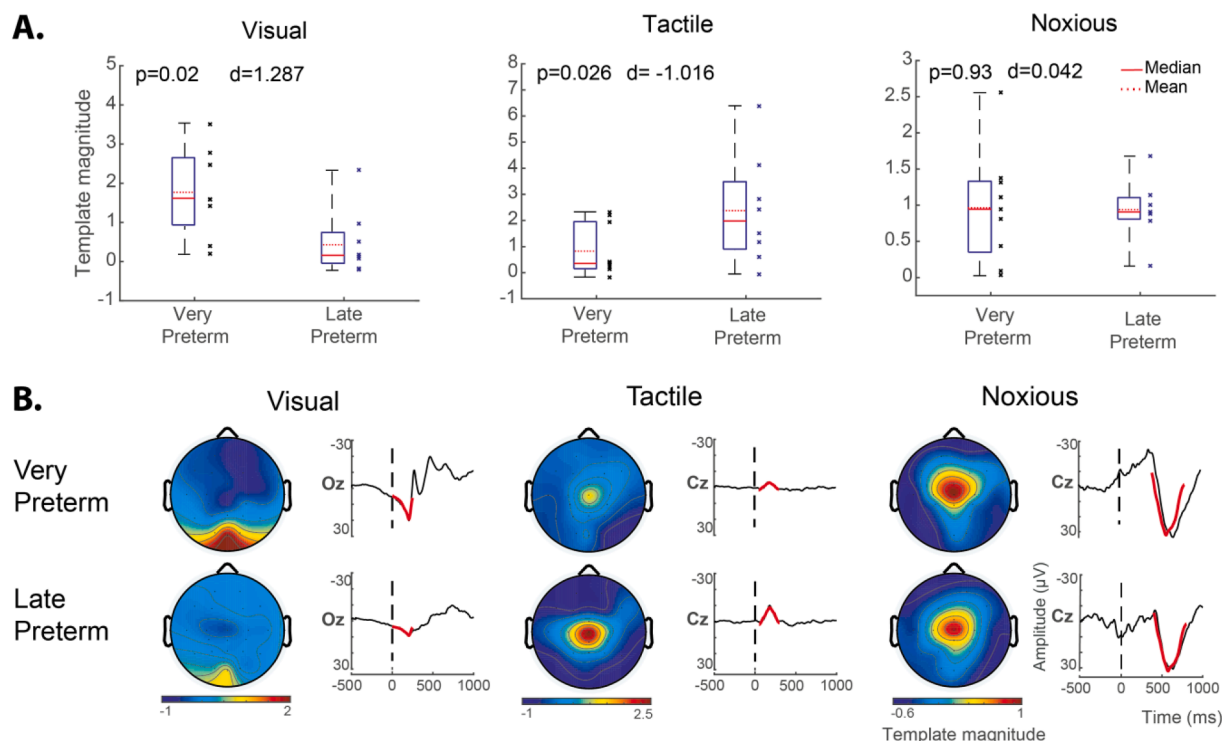 A.
Visual
p=0.02 d=1.287
Template magnitude
5
4
3
2
1
0
-1
Very
Preterm
Late
Preterm
Tactile
p=0.026 d= -1.016
8
7
6
5
4
3
2
1
0
-1
Very
Preterm
Late
Preterm
Noxious
p=0.93 d=0.042
Median
Mean
3
2.5
2
1.5
1
0.5
0
Very
Preterm
Late
Preterm
B.
Visual
Tactile
Noxious
Very
Preterm
-30
Oz
30
-30
Cz
30
-30
Cz
30
Late
Preterm
-30
Oz
30
-500 0 500 1000
-30
Cz
30
-500 0 500 1000
-30
Cz
30
Amplitude (μV)
-500 0 500 1000
-1 2
-1 2.5
-0.6 1
Template magnitude
Time (ms)